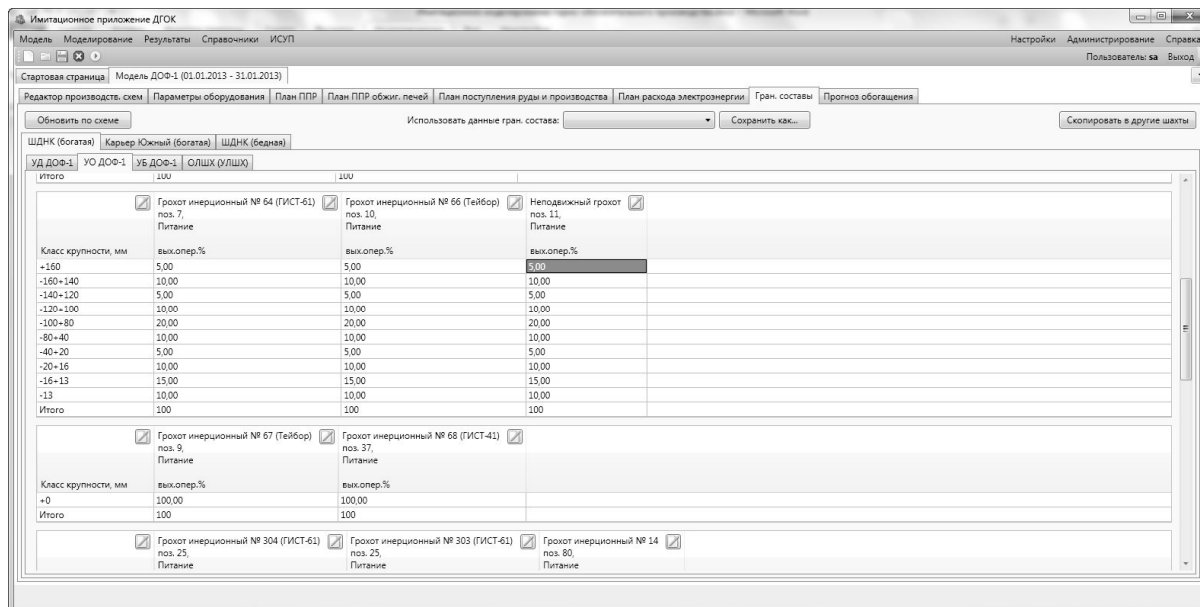 Имитационное приложение ДГОК
Модель Моделирование Результаты Справочники ИСУП Настройки Администрирование Справка
Пользователь: sa Выход
Стартовая страница Модель ДОФ-1 (01.01.2013 - 31.01.2013)
Редактор производств. схем Параметры оборудования План ППР План ППР обжиг. печей План поступления руды и производства План расхода электроэнергии Гран. составы Прогноз обогащения
Обновить по схеме Использовать данные гран. состава: Сохранить как... Скопировать в другие шахты
ШДНК (богатая) Карьер Южный (богатая) ШДНК (бедная)
УД ДОФ-1 УО ДОФ-1 УБ ДОФ-1 ОЛШХ (УЛШХ)
Итого 100 100
Грохот инерционный № 64 (ГИСТ-61) Грохот инерционный № 66 (Тейбор) Неподвижный грохот
поз. 7, поз. 10, поз. 11,
Питание Питание Питание
Класс крупности, мм вых.опер.% вых.опер.% вых.опер.%
+160 5,00 5,00 5,00
-160+140 10,00 10,00 10,00
-140+120 5,00 5,00 5,00
-120+100 10,00 10,00 10,00
-100+80 20,00 20,00 20,00
-80+40 10,00 10,00 10,00
-40+20 5,00 5,00 5,00
-20+16 10,00 10,00 10,00
-16+13 15,00 15,00 15,00
-13 10,00 10,00 10,00
Итого 100 100 100
Грохот инерционный № 67 (Тейбор) Грохот инерционный № 68 (ГИСТ-41)
поз. 9, поз. 37,
Питание Питание
Класс крупности, мм вых.опер.% вых.опер.%
+0 100,00 100,00
Итого 100 100
Грохот инерционный № 304 (ГИСТ-61) Грохот инерционный № 303 (ГИСТ-61) Грохот инерционный № 14
поз. 25, поз. 25, поз. 80,
Питание Питание Питание